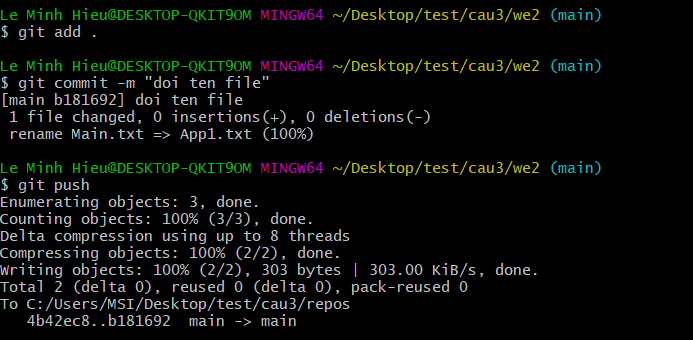 Le Minh Hieu@DESKTOP-QKIT9OM MINGW64 ~/Desktop/test/cau3/we2 (main)
$ git add .
Le Minh Hieu@DESKTOP-QKIT9OM MINGW64 ~/Desktop/test/cau3/we2 (main)
$ git commit -m "doi ten file"
[main b181692] doi ten file
 1 file changed, 0 insertions(+), 0 deletions(-)
 rename Main.txt => App1.txt (100%)
Le Minh Hieu@DESKTOP-QKIT9OM MINGW64 ~/Desktop/test/cau3/we2 (main)
$ git push
Enumerating objects: 3, done.
Counting objects: 100% (3/3), done.
Delta compression using up to 8 threads
Compressing objects: 100% (2/2), done.
Writing objects: 100% (2/2), 303 bytes | 303.00 KiB/s, done.
Total 2 (delta 0), reused 0 (delta 0), pack-reused 0
To C:/Users/MSI/Desktop/test/cau3/repos
   4b42ec8..b181692  main -> main